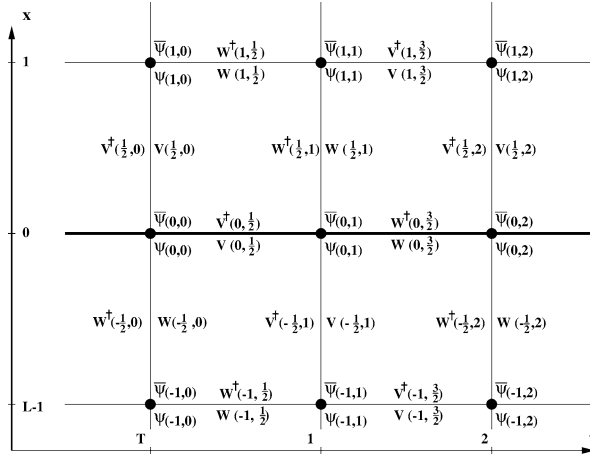 x
ψ̅(1,0) W†(1,½) ψ̅(1,1) V†(1,3/2) ψ̅(1,2)
1
ψ(1,0) W (1,½) ψ(1,1) V (1,3/2) ψ(1,2)
V†(½,0) V(½,0) W†(½,1) W (½,1) V†(½,2) V(½,2)
ψ̅(0,0) V†(0,½) ψ̅(0,1) W†(0,3/2) ψ̅(0,2)
0
ψ(0,0) V (0,½) ψ(0,1) W (0,3/2) ψ(0,2)
W†(-½,0) W(-½,0) V†(-½,1) V (-½,1) W†(-½,2) W (-½,2)
ψ̅(-1,0) W†(-1, ½) ψ̅(-1,1) V†(-1, 3/2) ψ̅(-1,2)
L-1
ψ(-1,0) W (-1, ½) ψ(-1,1) V (-1, 3/2) ψ(-1,2)
T 1 2